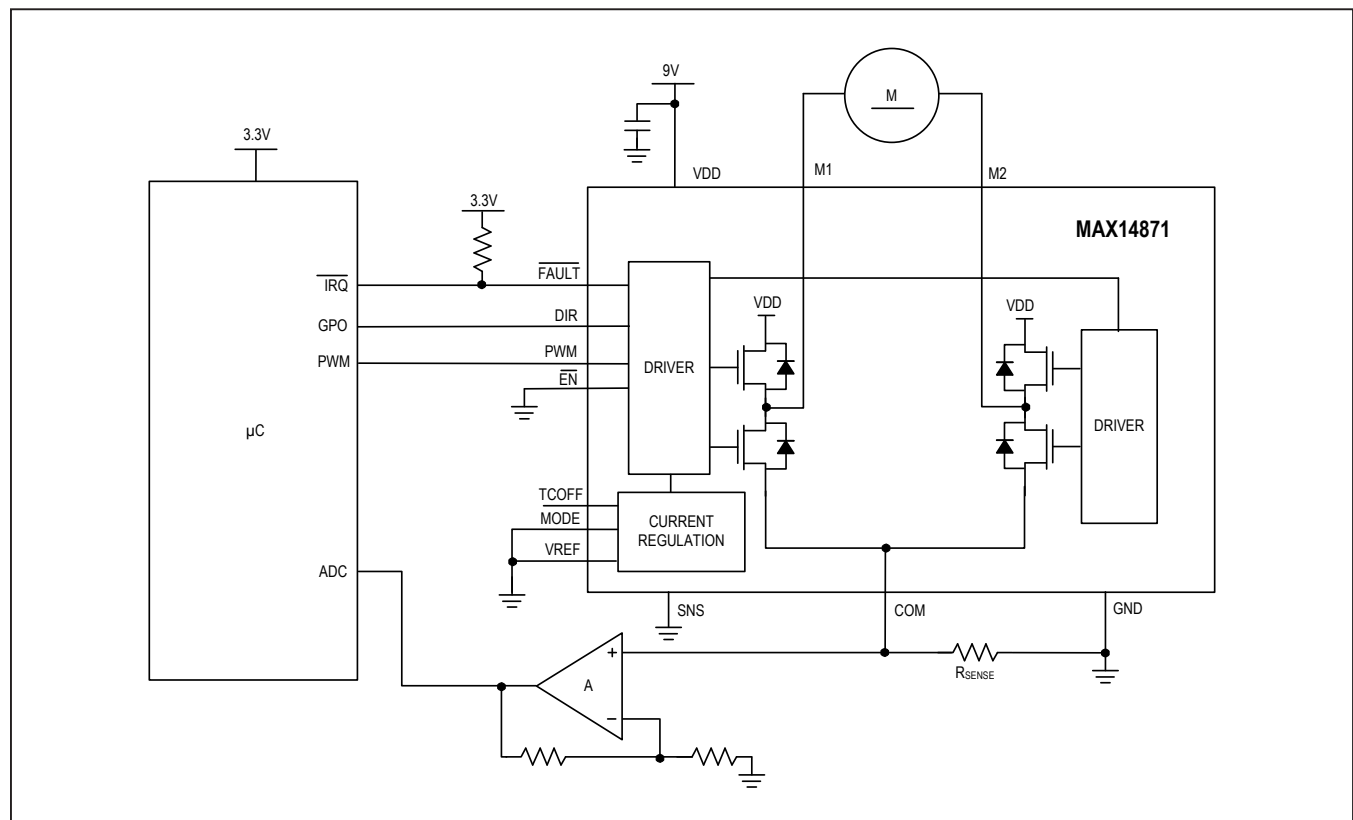 9V
M
3.3V
VDD
M1
M2
3.3V
MAX14871
IRQ
FAULT
GPO
DIR
VDD
VDD
PWM
PWM
DRIVER
EN
DRIVER
µC
TCOFF
MODE
CURRENT
REGULATION
VREF
ADC
SNS
COM
GND
+
A
RSENSE
−